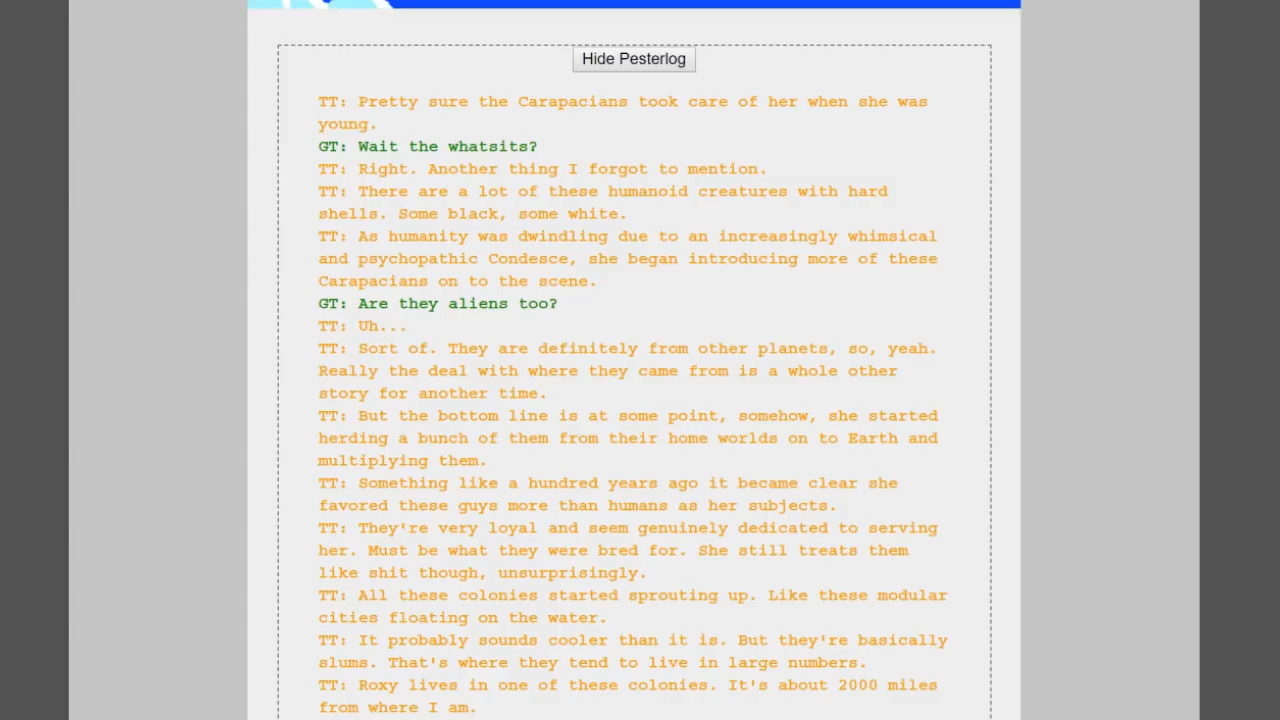 Hide Pesterlog
TT: Pretty sure the Carapacians took care of her when she was
young.
GT: Wait the whatsits?
TT: Right. Another thing I forgot to mention.
TT: There are a lot of these humanoid creatures with hard
shells. Some black, some white.
TT: As humanity was dwindling due to an increasingly whimsical
and psychopathic Condesce, she began introducing more of these
Carapacians on to the scene.
GT: Are they aliens too?
TT: Uh...
TT: Sort of. They are definitely from other planets, so, yeah.
Really the deal with where they came from is a whole other
story for another time.
TT: But the bottom line is at some point, somehow, she started
herding a bunch of them from their home worlds on to Earth and
multiplying them.
TT: Something like a hundred years ago it became clear she
favored these guys more than humans as her subjects.
TT: They're very loyal and seem genuinely dedicated to serving
her. Must be what they were bred for. She still treats them
like shit though, unsurprisingly.
TT: All these colonies started sprouting up. Like these modular
cities floating on the water.
TT: It probably sounds cooler than it is. But they're basically
slums. That's where they tend to live in large numbers.
TT: Roxy lives in one of these colonies. It's about 2000 miles
from where I am.